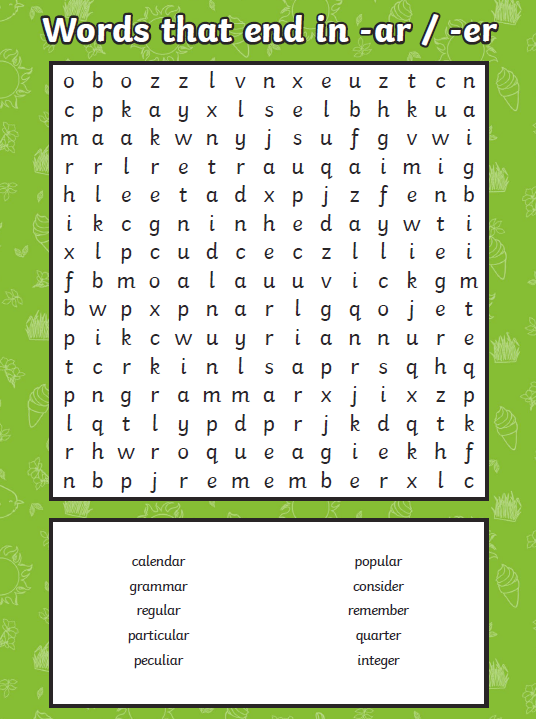 Words that end in -ar / -er
o b o z z l v n x e u z t c n
c p k a y x l s e l b h k u a
m a a k w n y j s u f g v w i
r r l r e t r a u q a i m i g
h l e e t a d x p j z f e n b
i k c g n i n h e d a y w t i
x l p c u d c e c z l l i e i
f b m o a l a u u v i c k g m
b w p x p n a r l g q o j e t
p i k c w u y r i a n n u r e
t c r k i n l s a p r s q h q
p n g r a m m a r x j i x z p
l q t l y p d p r j k d q t k
r h w r o q u e a g i e k h f
n b p j r e m e m b e r x l c
calendar popular
grammar consider
regular remember
particular quarter
peculiar integer